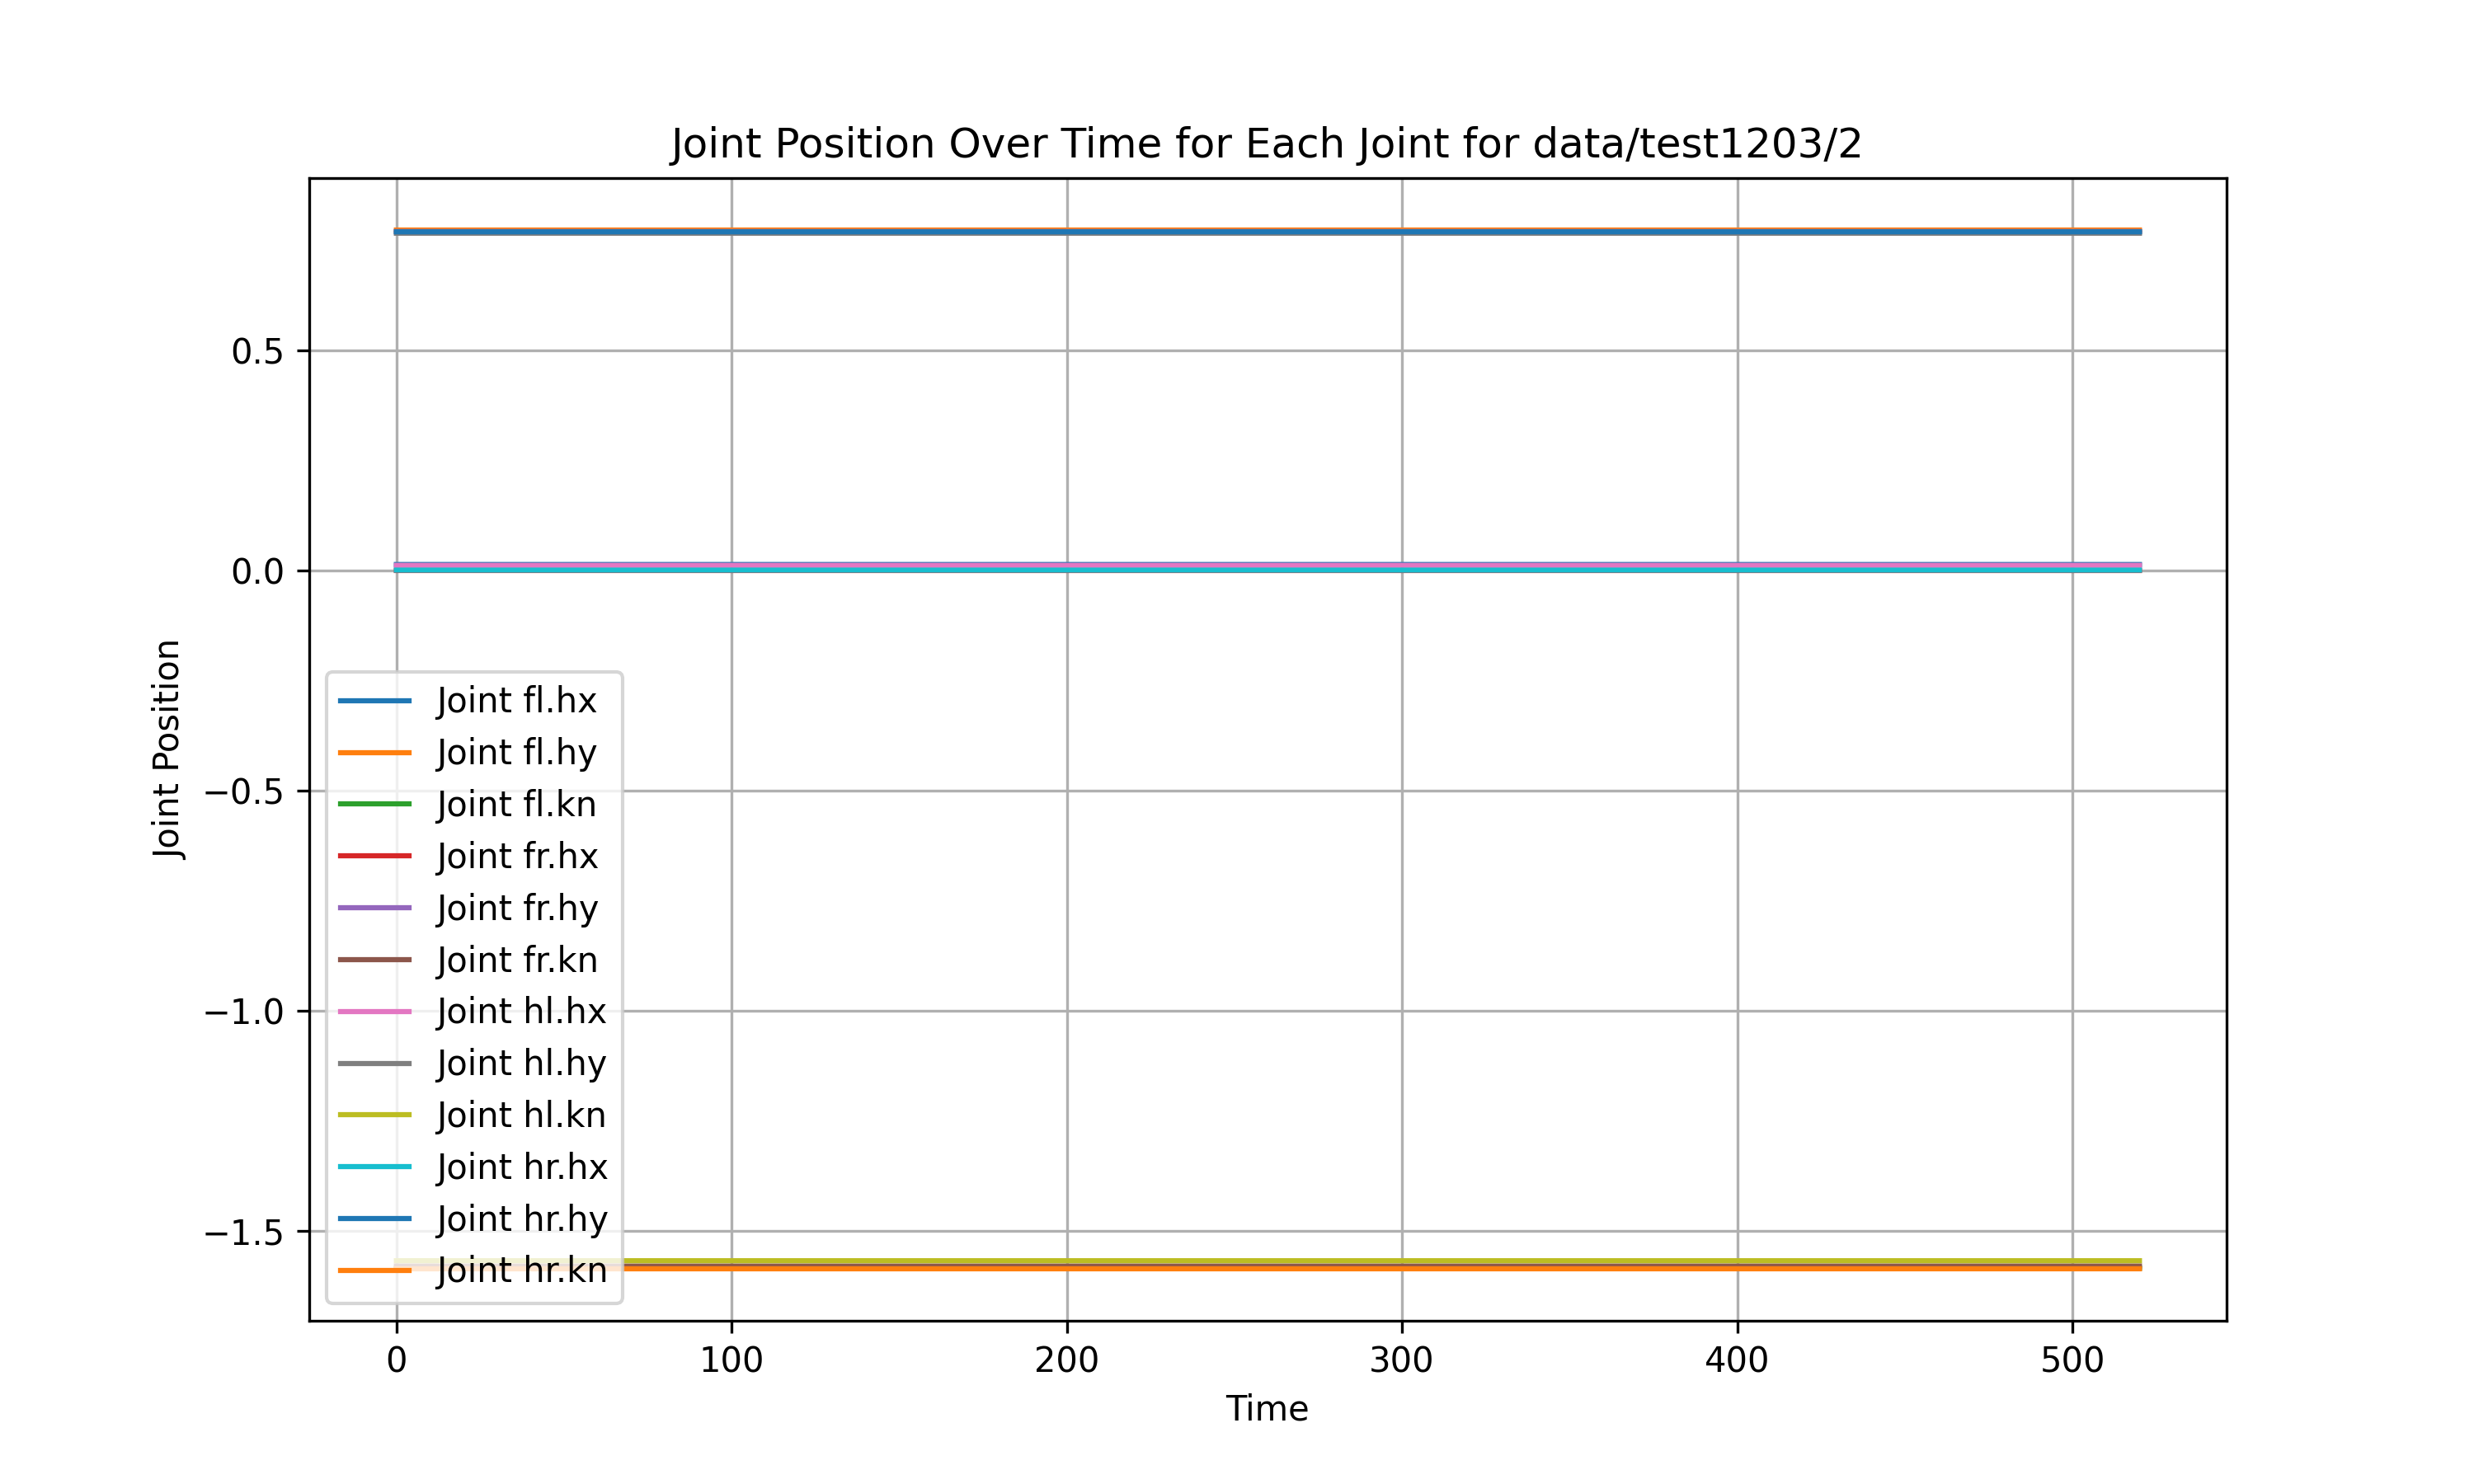 Joint Position Over Time for Each Joint for data/test1203/2
Joint Position
0.5
0.0
−0.5
−1.0
−1.5
Joint fl.hx
Joint fl.hy
Joint fl.kn
Joint fr.hx
Joint fr.hy
Joint fr.kn
Joint hl.hx
Joint hl.hy
Joint hl.kn
Joint hr.hx
Joint hr.hy
Joint hr.kn
0 100 200 300 400 500
Time